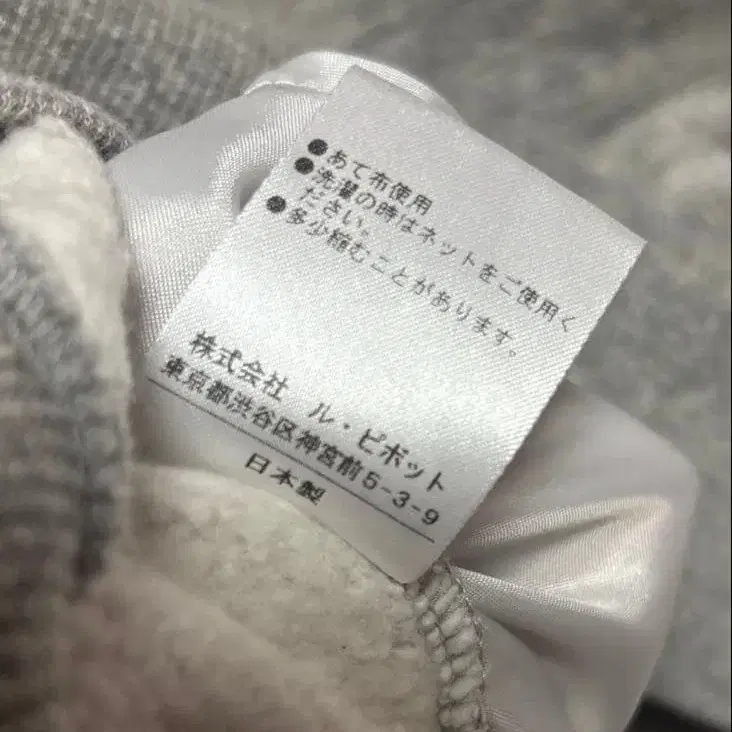 ●あて布使用
●洗濯の時はネットをご使用く
ださい。
●多少縮むことがあります。
株式会社 ル・ピボット
東京都渋谷区神宮前5-3-9
日本製